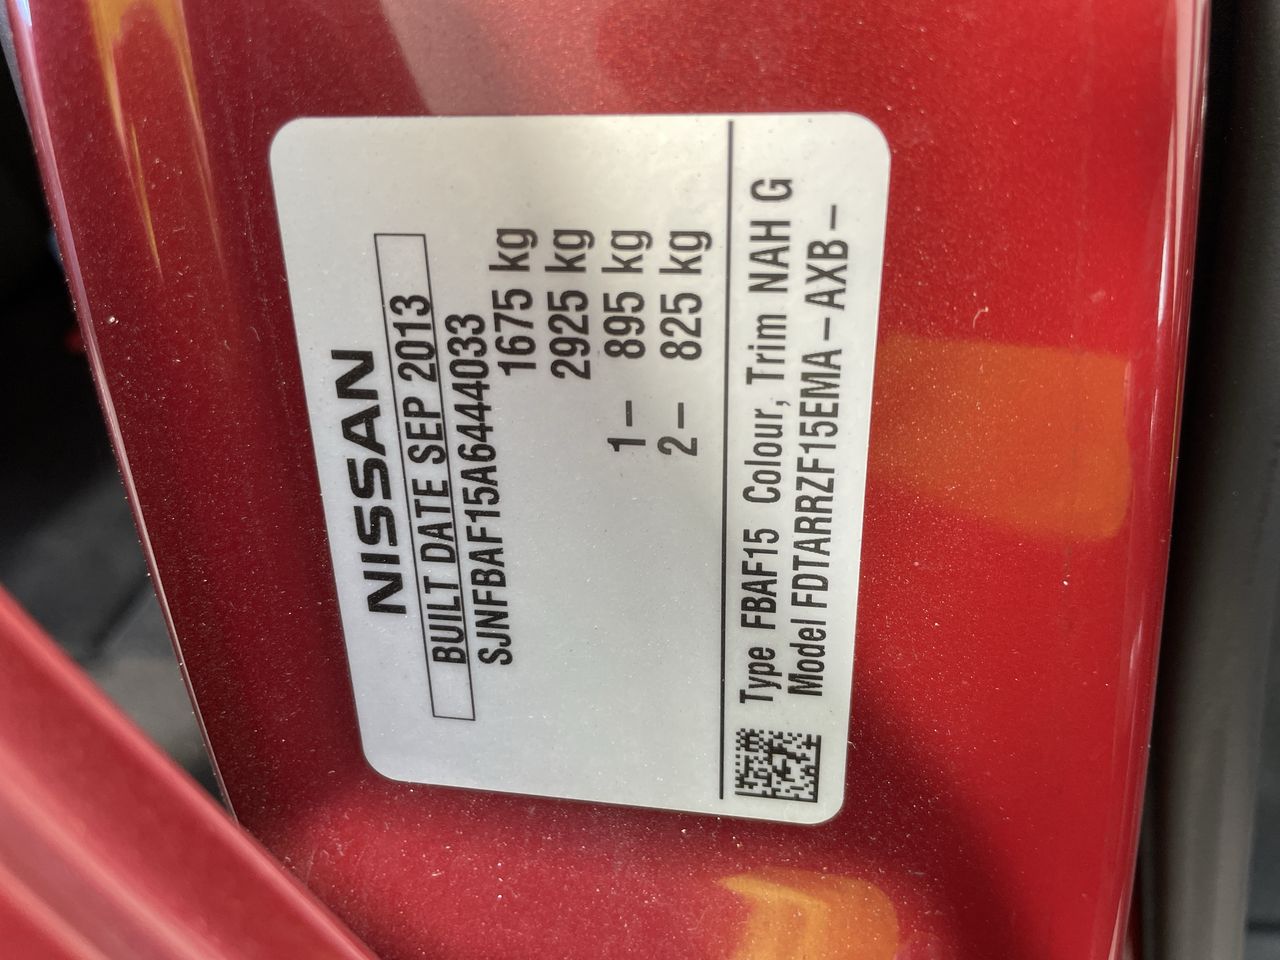 NISSAN
BUILT DATE SEP 2013
SJNFBAF15A6444033
1675 kg
2925 kg
1– 895 kg
2– 825 kg
Type FBAF15 Colour, Trim NAH G
Model FDTARRZF15EMA–AXB–